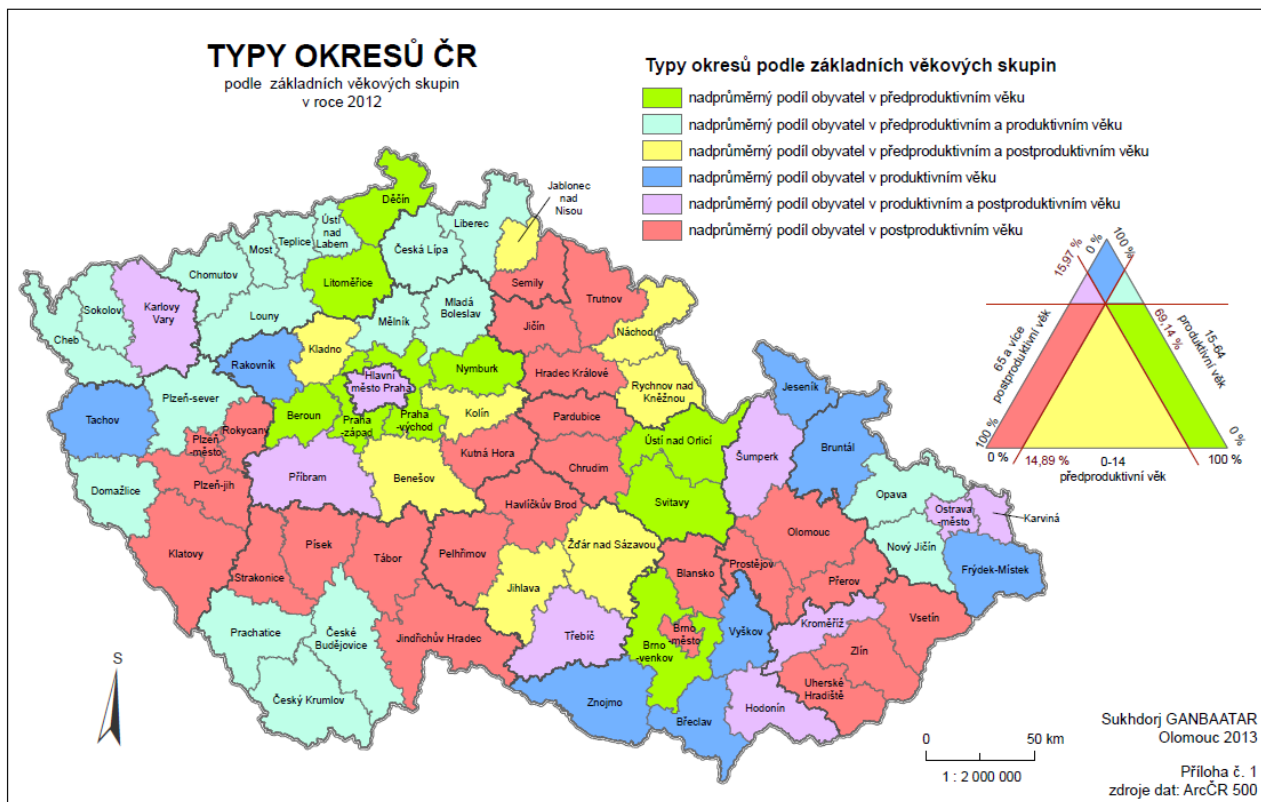 TYPY OKRESŮ ČR
podle základních věkových skupin
v roce 2012
Typy okresů podle základních věkových skupin
nadprůměrný podíl obyvatel v předproduktivním věku
nadprůměrný podíl obyvatel v předproduktivním a produktivním věku
nadprůměrný podíl obyvatel v předproduktivním a postproduktivním věku
nadprůměrný podíl obyvatel v produktivním věku
nadprůměrný podíl obyvatel v produktivním a postproduktivním věku
nadprůměrný podíl obyvatel v postproduktivním věku
Jablonec
nad
Nisou
Děčín
Liberec
Ústí
nad
Labem
Teplice
Česká Lípa
Most
Chomutov
Litoměřice
Semily
Trutnov
Karlovy
Vary
Sokolov
Mladá
Boleslav
Louny
Mělník
Jičín
Náchod
Cheb
Kladno
Rakovník
Nymburk
Hlavní
město Praha
Hradec Králové
Rychnov nad
Kněžnou
Jeseník
Plzeň-sever
Tachov
Beroun
Praha
-západ
Praha
-východ
Kolín
Pardubice
Rokycany
Plzeň
-město
Ústí nad Orlicí
Bruntál
Šumperk
Kutná Hora
Chrudim
Příbram
Benešov
Plzeň-jih
Domažlice
Svitavy
Opava
Havlíčkův Brod
Ostrava
-město
Karviná
Olomouc
Nový Jičín
Klatovy
Písek
Tábor
Pelhřimov
Žďár nad Sázavou
Frýdek-Místek
Strakonice
Blansko
Prostějov
Přerov
Jihlava
Vsetín
Kroměříž
Prachatice
České
Budějovice
Jindřichův Hradec
Třebíč
Brno
-město
Vyškov
Brno
-venkov
Zlín
Uherské
Hradiště
Český Krumlov
Znojmo
Hodonín
Břeclav
15,97 %
0 %
100 %
65 a více
postproduktivní věk
69,14 %
15-64
produktivní věk
100 %
0 %
0 %
14,89 %
0-14
100 %
předproduktivní věk
S
0
50 km
1 : 2 000 000
Sukhdorj GANBAATAR
Olomouc 2013
Příloha č. 1
zdroje dat: ArcČR 500